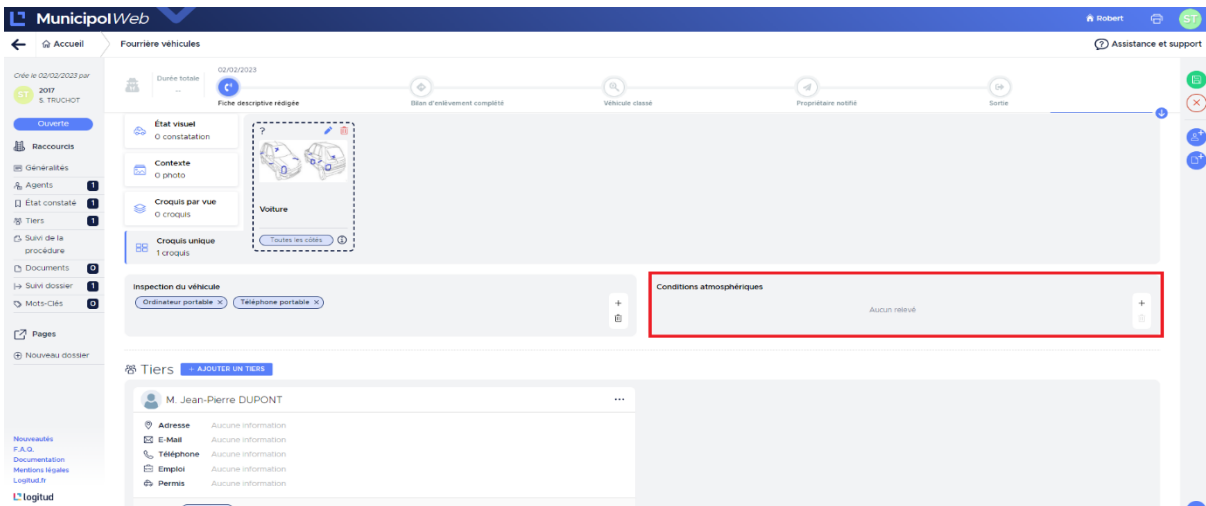 MunicipolWeb
Robert
ST
Accueil
Fourrière véhicules
Assistance et support
Crée le 02/02/2023 par
ST
2017
S. TRUCHOT
Ouverte
Raccourcis
Généralités
Agents 1
État constaté 1
Tiers 1
Suivi de la
procédure
Documents 0
Suivi dossier 1
Mots-Clés 0
Pages
Nouveau dossier
Nouveautés
F.A.Q.
Documentation
Mentions légales
Logitud.fr
logitud
Durée totale
--
02/02/2023
Fiche descriptive rédigée
Bilan d'enlèvement complété
Véhicule classé
Propriétaire notifié
Sortie
État visuel
0 constatation
Contexte
0 photo
Croquis par vue
0 croquis
Croquis unique
1 croquis
?
Voiture
Toutes les côtés
Inspection du véhicule
Ordinateur portable × Téléphone portable ×
Conditions atmosphériques
Aucun relevé
Tiers + AJOUTER UN TIERS
M. Jean-Pierre DUPONT
Adresse Aucune information
E-Mail Aucune information
Téléphone Aucune information
Emploi Aucune information
Permis Aucune information